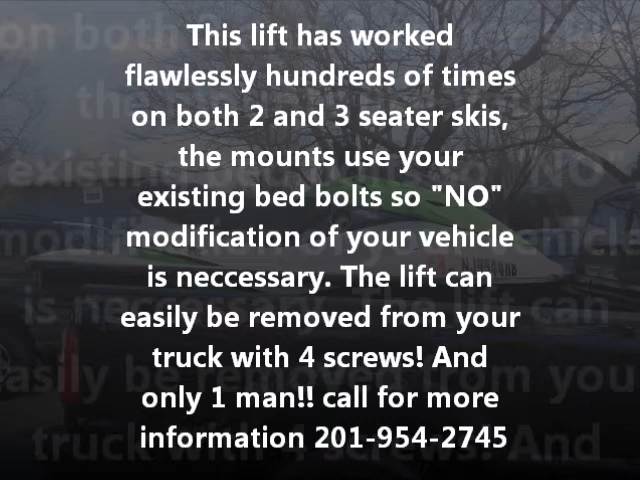 This lift has worked
flawlessly hundreds of times
on both 2 and 3 seater skis,
the mounts use your
existing bed bolts so "NO"
modification of your vehicle
is neccessary. The lift can
easily be removed from your
truck with 4 screws! And
only 1 man!! call for more
information 201-954-2745